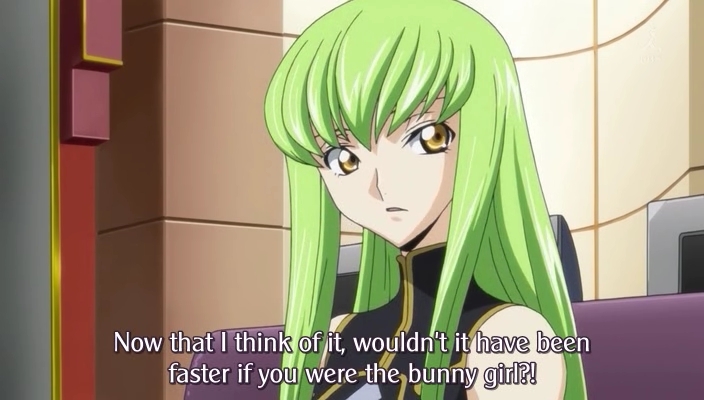 Now that I think of it, wouldn't it have been
faster if you were the bunny girl?!